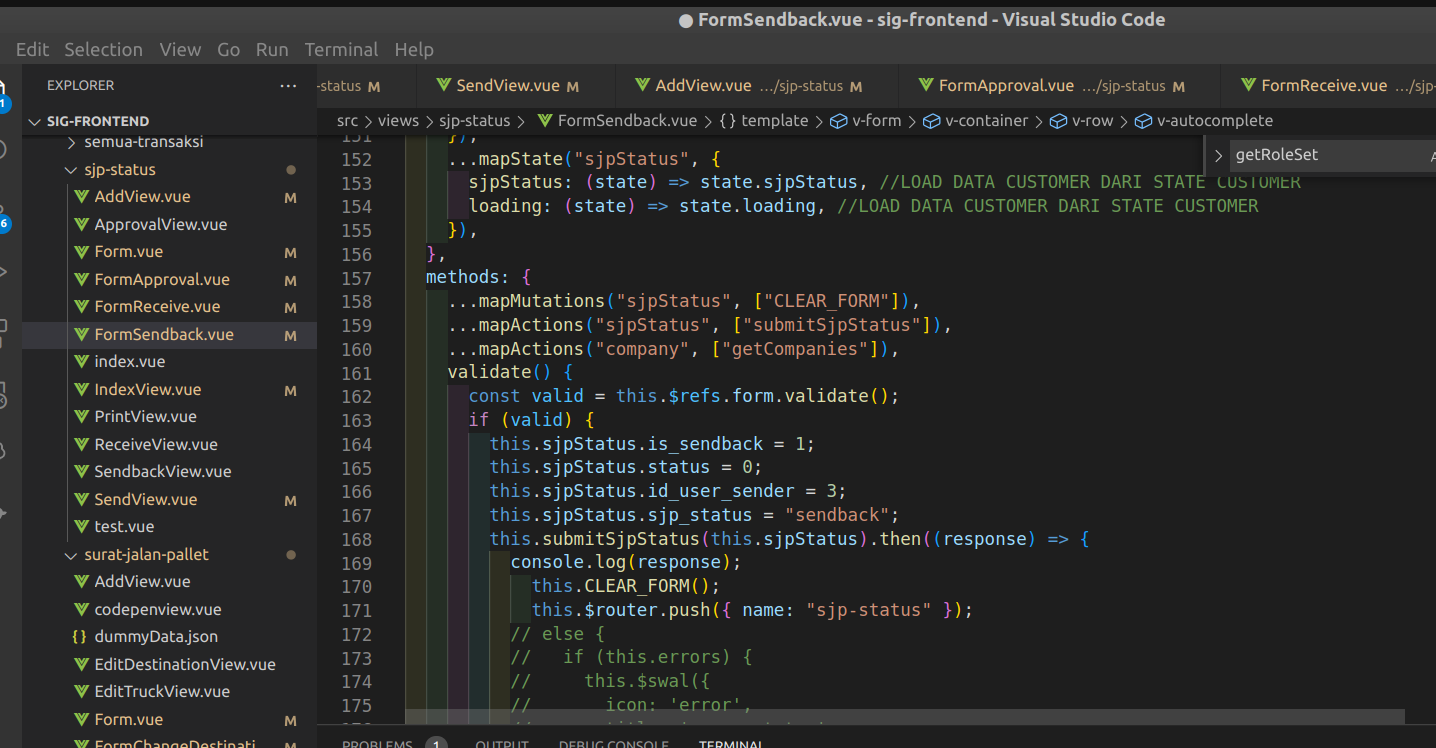 FormSendback.vue - sig-frontend - Visual Studio Code
Edit Selection View Go Run Terminal Help
EXPLORER ...
-status M SendView.vue M AddView.vue .../sjp-status M FormApproval.vue .../sjp-status M FormReceive.vue .../sjp-
SIG-FRONTEND
src > views > sjp-status > FormSendback.vue > {} template > v-form > v-container > v-row > v-autocomplete
getRoleSet
semua-transaksi
sjp-status
AddView.vue M
ApprovalView.vue
Form.vue M
FormApproval.vue M
FormReceive.vue M
FormSendback.vue M
index.vue
IndexView.vue M
PrintView.vue
ReceiveView.vue
SendbackView.vue
SendView.vue M
test.vue
surat-jalan-pallet
AddView.vue
codepenview.vue
{} dummyData.json
EditDestinationView.vue
EditTruckView.vue
Form.vue M
FormChangeDestinati... M
151 }),
152 ...mapState("sjpStatus", {
153 sjpStatus: (state) => state.sjpStatus, //LOAD DATA CUSTOMER DARI STATE CUSTOMER
154 loading: (state) => state.loading, //LOAD DATA CUSTOMER DARI STATE CUSTOMER
155 }),
156 },
157 methods: {
158 ...mapMutations("sjpStatus", ["CLEAR_FORM"]),
159 ...mapActions("sjpStatus", ["submitSjpStatus"]),
160 ...mapActions("company", ["getCompanies"]),
161 validate() {
162 const valid = this.$refs.form.validate();
163 if (valid) {
164 this.sjpStatus.is_sendback = 1;
165 this.sjpStatus.status = 0;
166 this.sjpStatus.id_user_sender = 3;
167 this.sjpStatus.sjp_status = "sendback";
168 this.submitSjpStatus(this.sjpStatus).then((response) => {
169 console.log(response);
170 this.CLEAR_FORM();
171 this.$router.push({ name: "sjp-status" });
172 // else {
173 // if (this.errors) {
174 // this.$swal({
175 // icon: 'error',
PROBLEMS 1 OUTPUT DEBUG CONSOLE TERMINAL